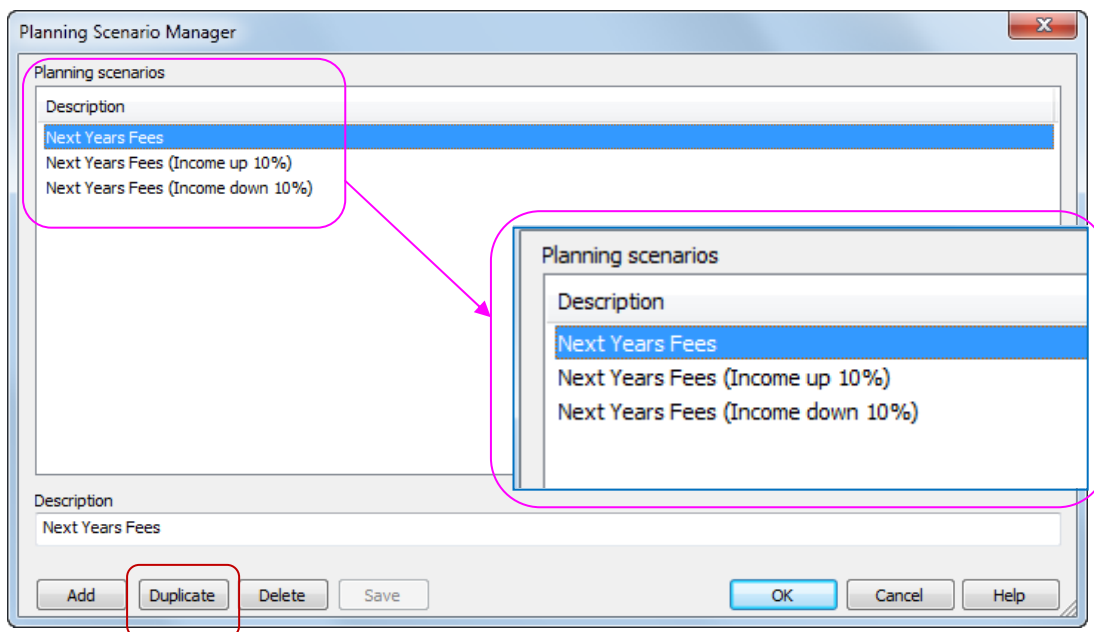 Planning Scenario Manager
Planning scenarios
Description
Next Years Fees
Next Years Fees (Income up 10%)
Next Years Fees (Income down 10%)
Planning scenarios
Description
Next Years Fees
Next Years Fees (Income up 10%)
Next Years Fees (Income down 10%)
Description
Next Years Fees
Add Duplicate Delete Save OK Cancel Help